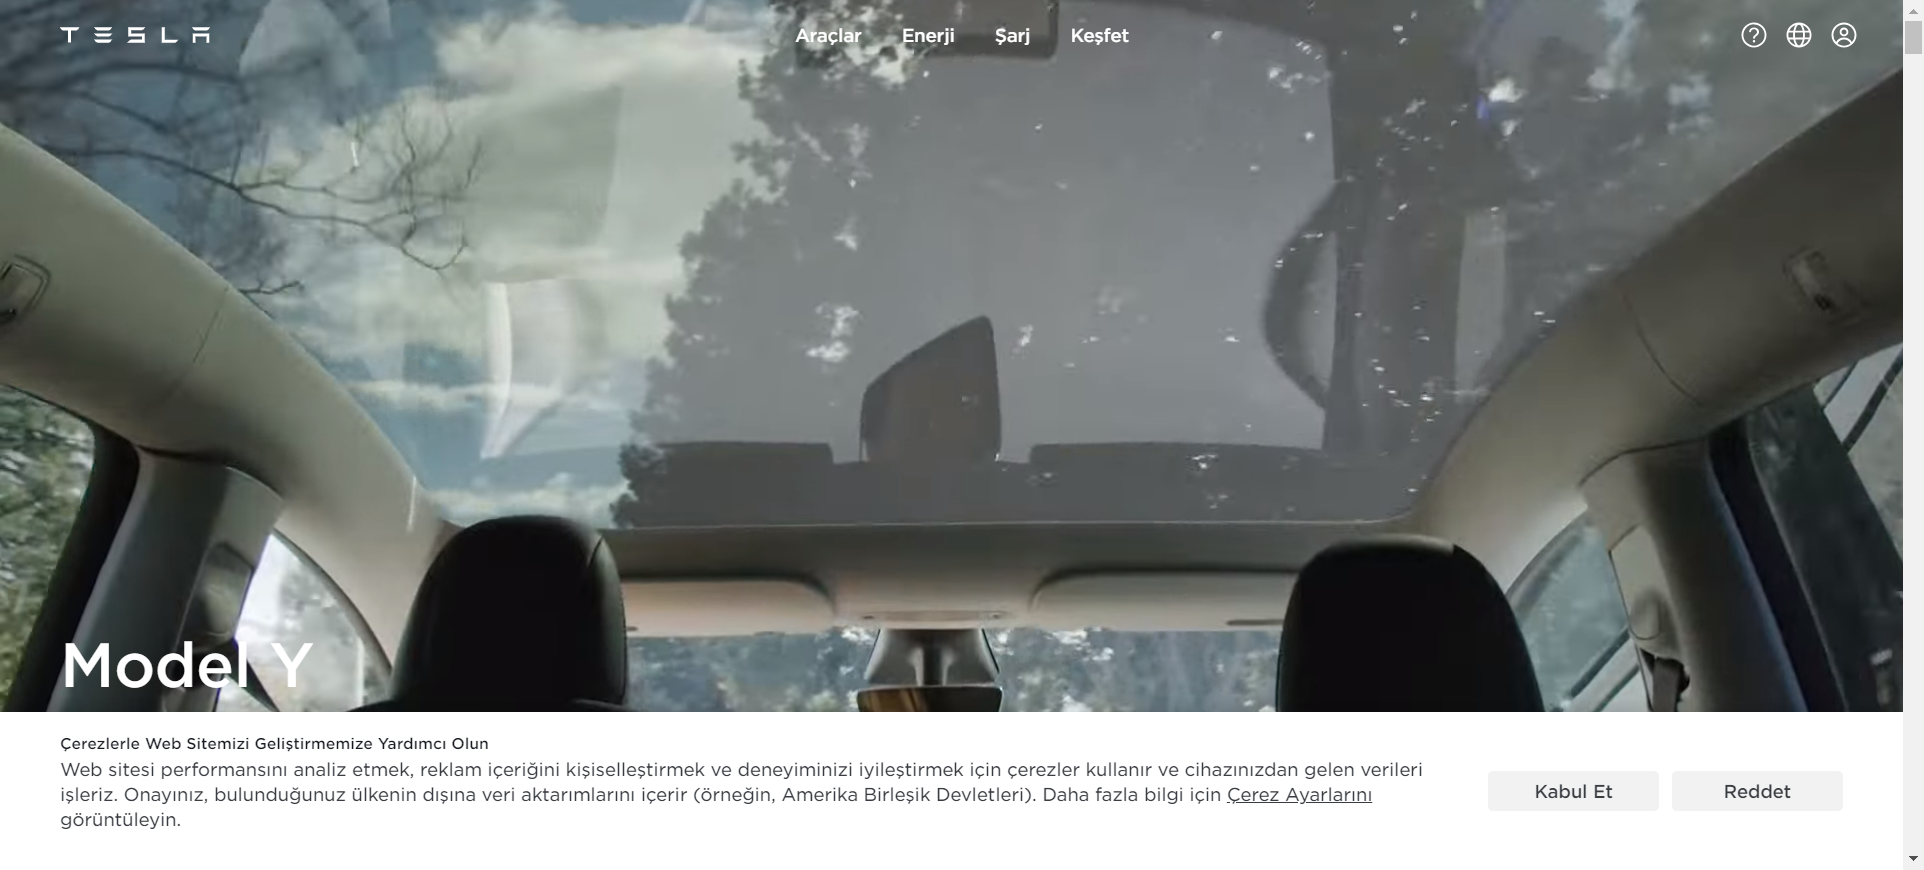 TESLA
Araçlar Enerji Şarj Keşfet
Model Y
Çerezlerle Web Sitemizi Geliştirmemize Yardımcı Olun
Web sitesi performansını analiz etmek, reklam içeriğini kişiselleştirmek ve deneyiminizi iyileştirmek için çerezler kullanır ve cihazınızdan gelen verileri
işleriz. Onayınız, bulunduğunuz ülkenin dışına veri aktarımlarını içerir (örneğin, Amerika Birleşik Devletleri). Daha fazla bilgi için Çerez Ayarlarını
görüntüleyin.
Kabul Et
Reddet